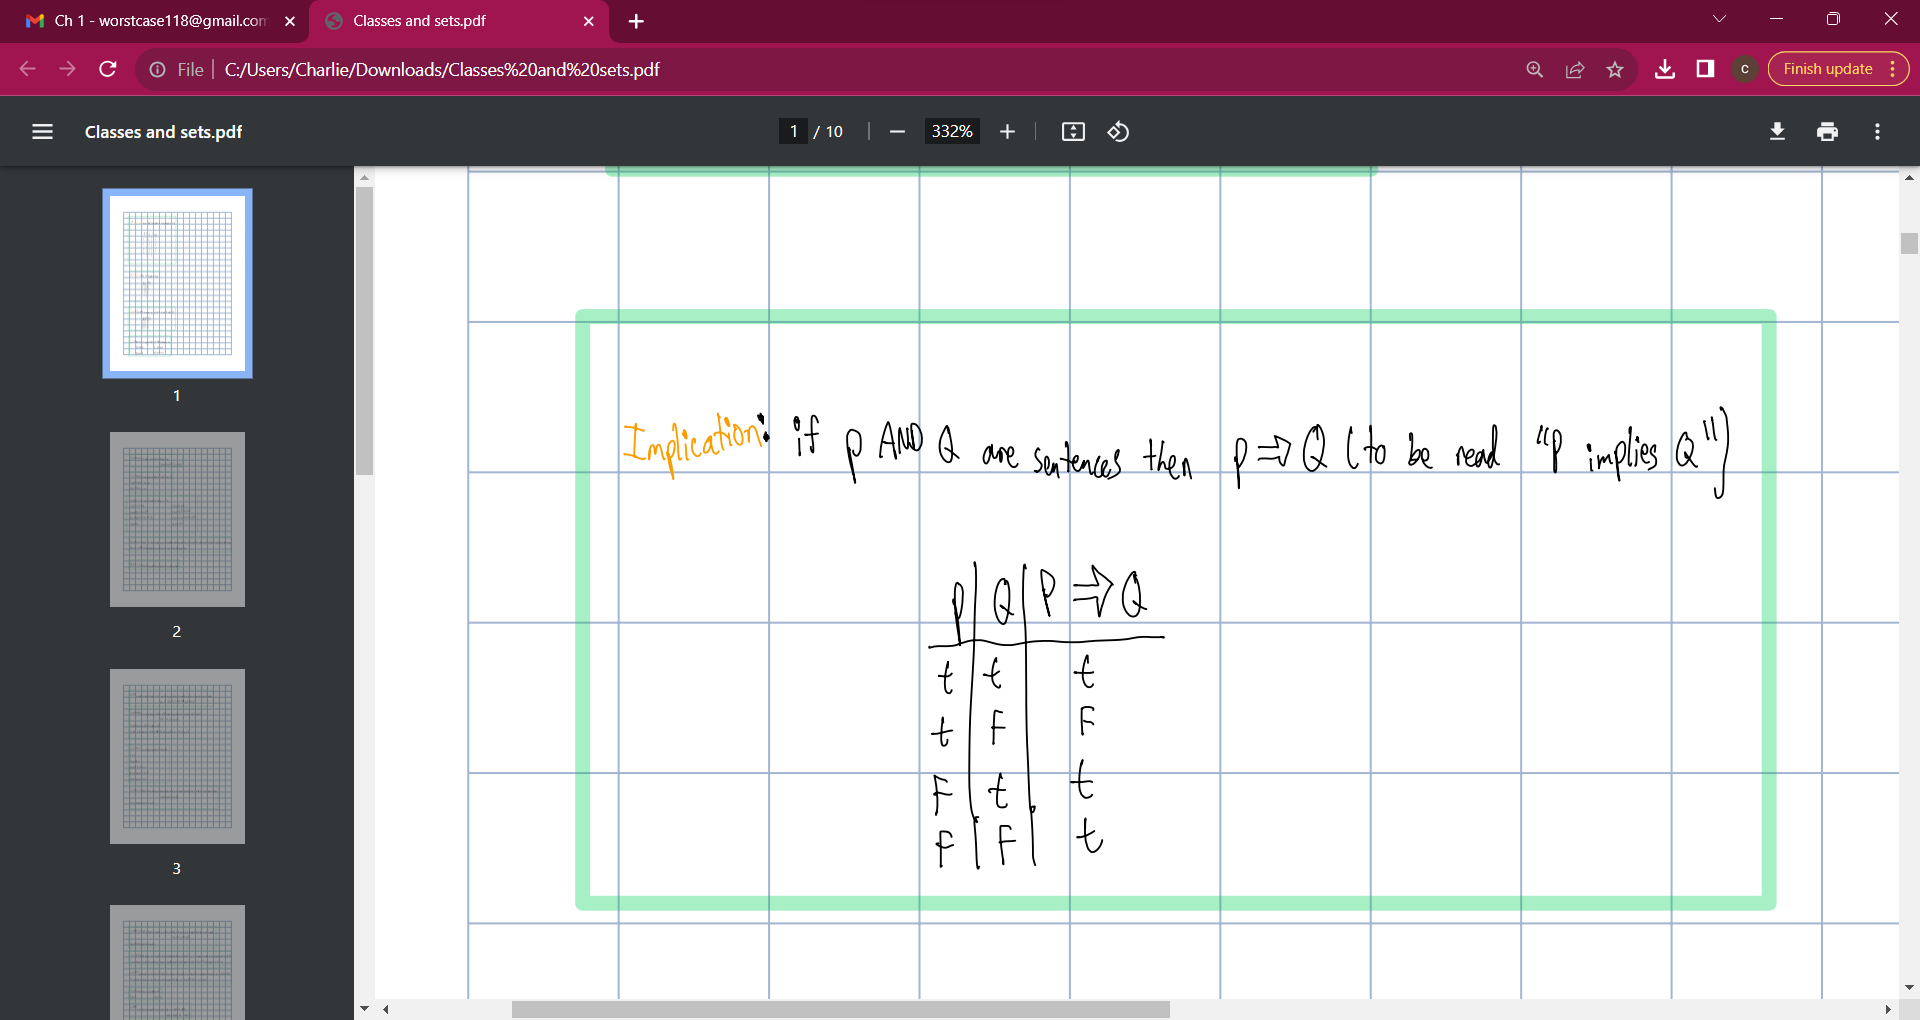 Ch 1 - worstcase118@gmail.com
Classes and sets.pdf
File
C:/Users/Charlie/Downloads/Classes%20and%20sets.pdf
C
Finish update
Classes and sets.pdf
1 / 10
332%
1
2
3
Implication: if p AND Q are sentences then p ⇒ Q (to be read "p implies Q")
P | Q | P ⇒ Q
t | t | t
t | F | F
F | t | t
F | F | t